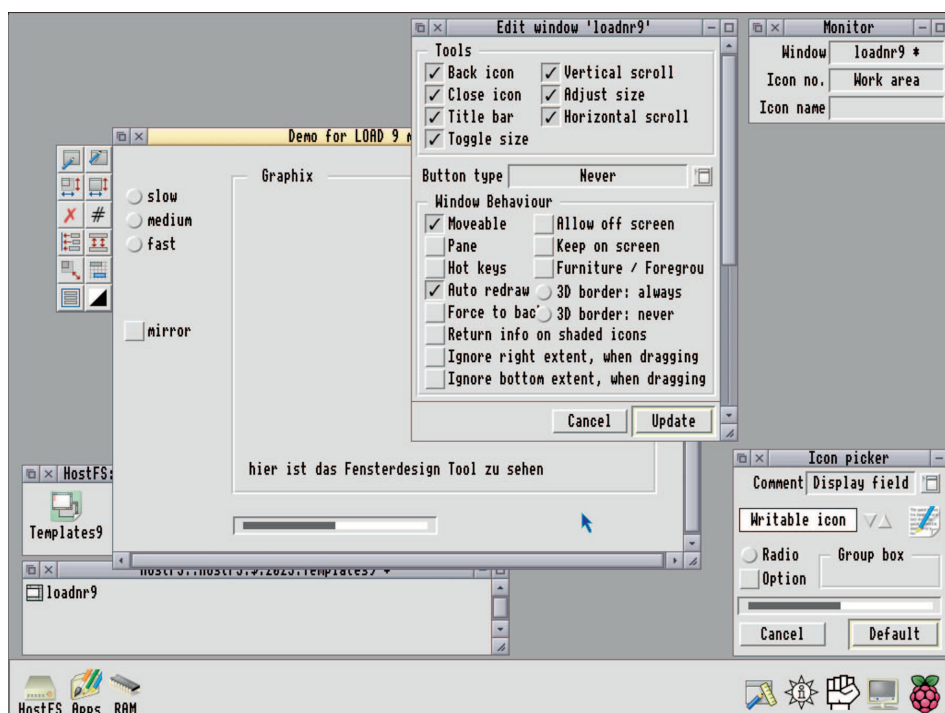 Edit window 'loadnr9'
Tools
Back icon
Vertical scroll
Close icon
Adjust size
Title bar
Horizontal scroll
Toggle size
Button type
Never
Window Behaviour
Moveable
Allow off screen
Pane
Keep on screen
Hot keys
Furniture / Foregrou
Auto redraw
3D border: always
Force to bac
3D border: never
Return info on shaded icons
Ignore right extent, when dragging
Ignore bottom extent, when dragging
Cancel
Update
Monitor
Window
loadnr9 *
Icon no.
Work area
Icon name
Demo for LOAD 9 m
Graphix
slow
medium
fast
mirror
hier ist das Fensterdesign Tool zu sehen
HostFS:
Templates9
HostFS::HostFS.$.2023.Templates9 *
loadnr9
Icon picker
Comment
Display field
Writable icon
Radio
Group box
Option
Cancel
Default
HostFS
Apps
RAM